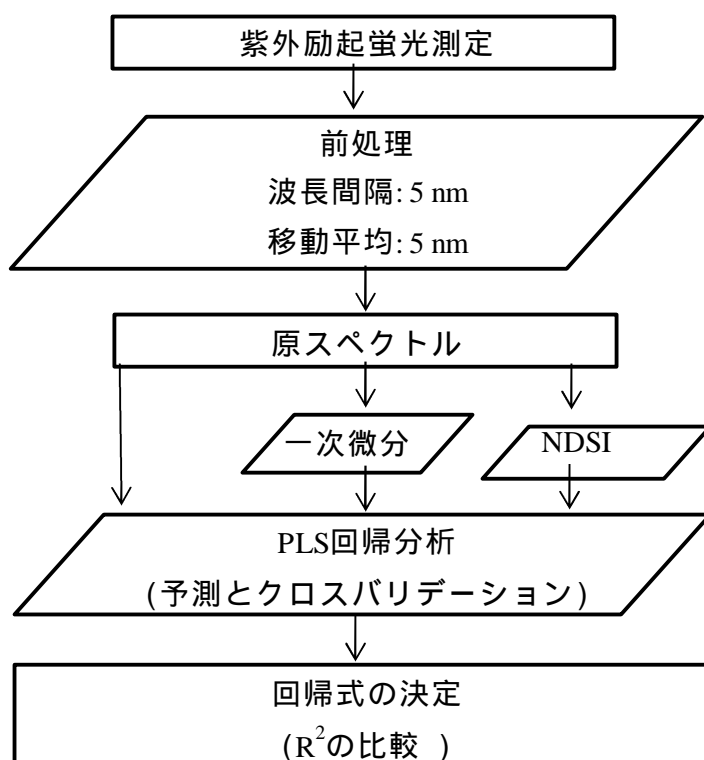 紫外励起蛍光測定
前処理
波長間隔: 5 nm
移動平均: 5 nm
原スペクトル
一次微分
NDSI
PLS回帰分析
(予測とクロスバリデーション)
回帰式の決定
(R²の比較 )